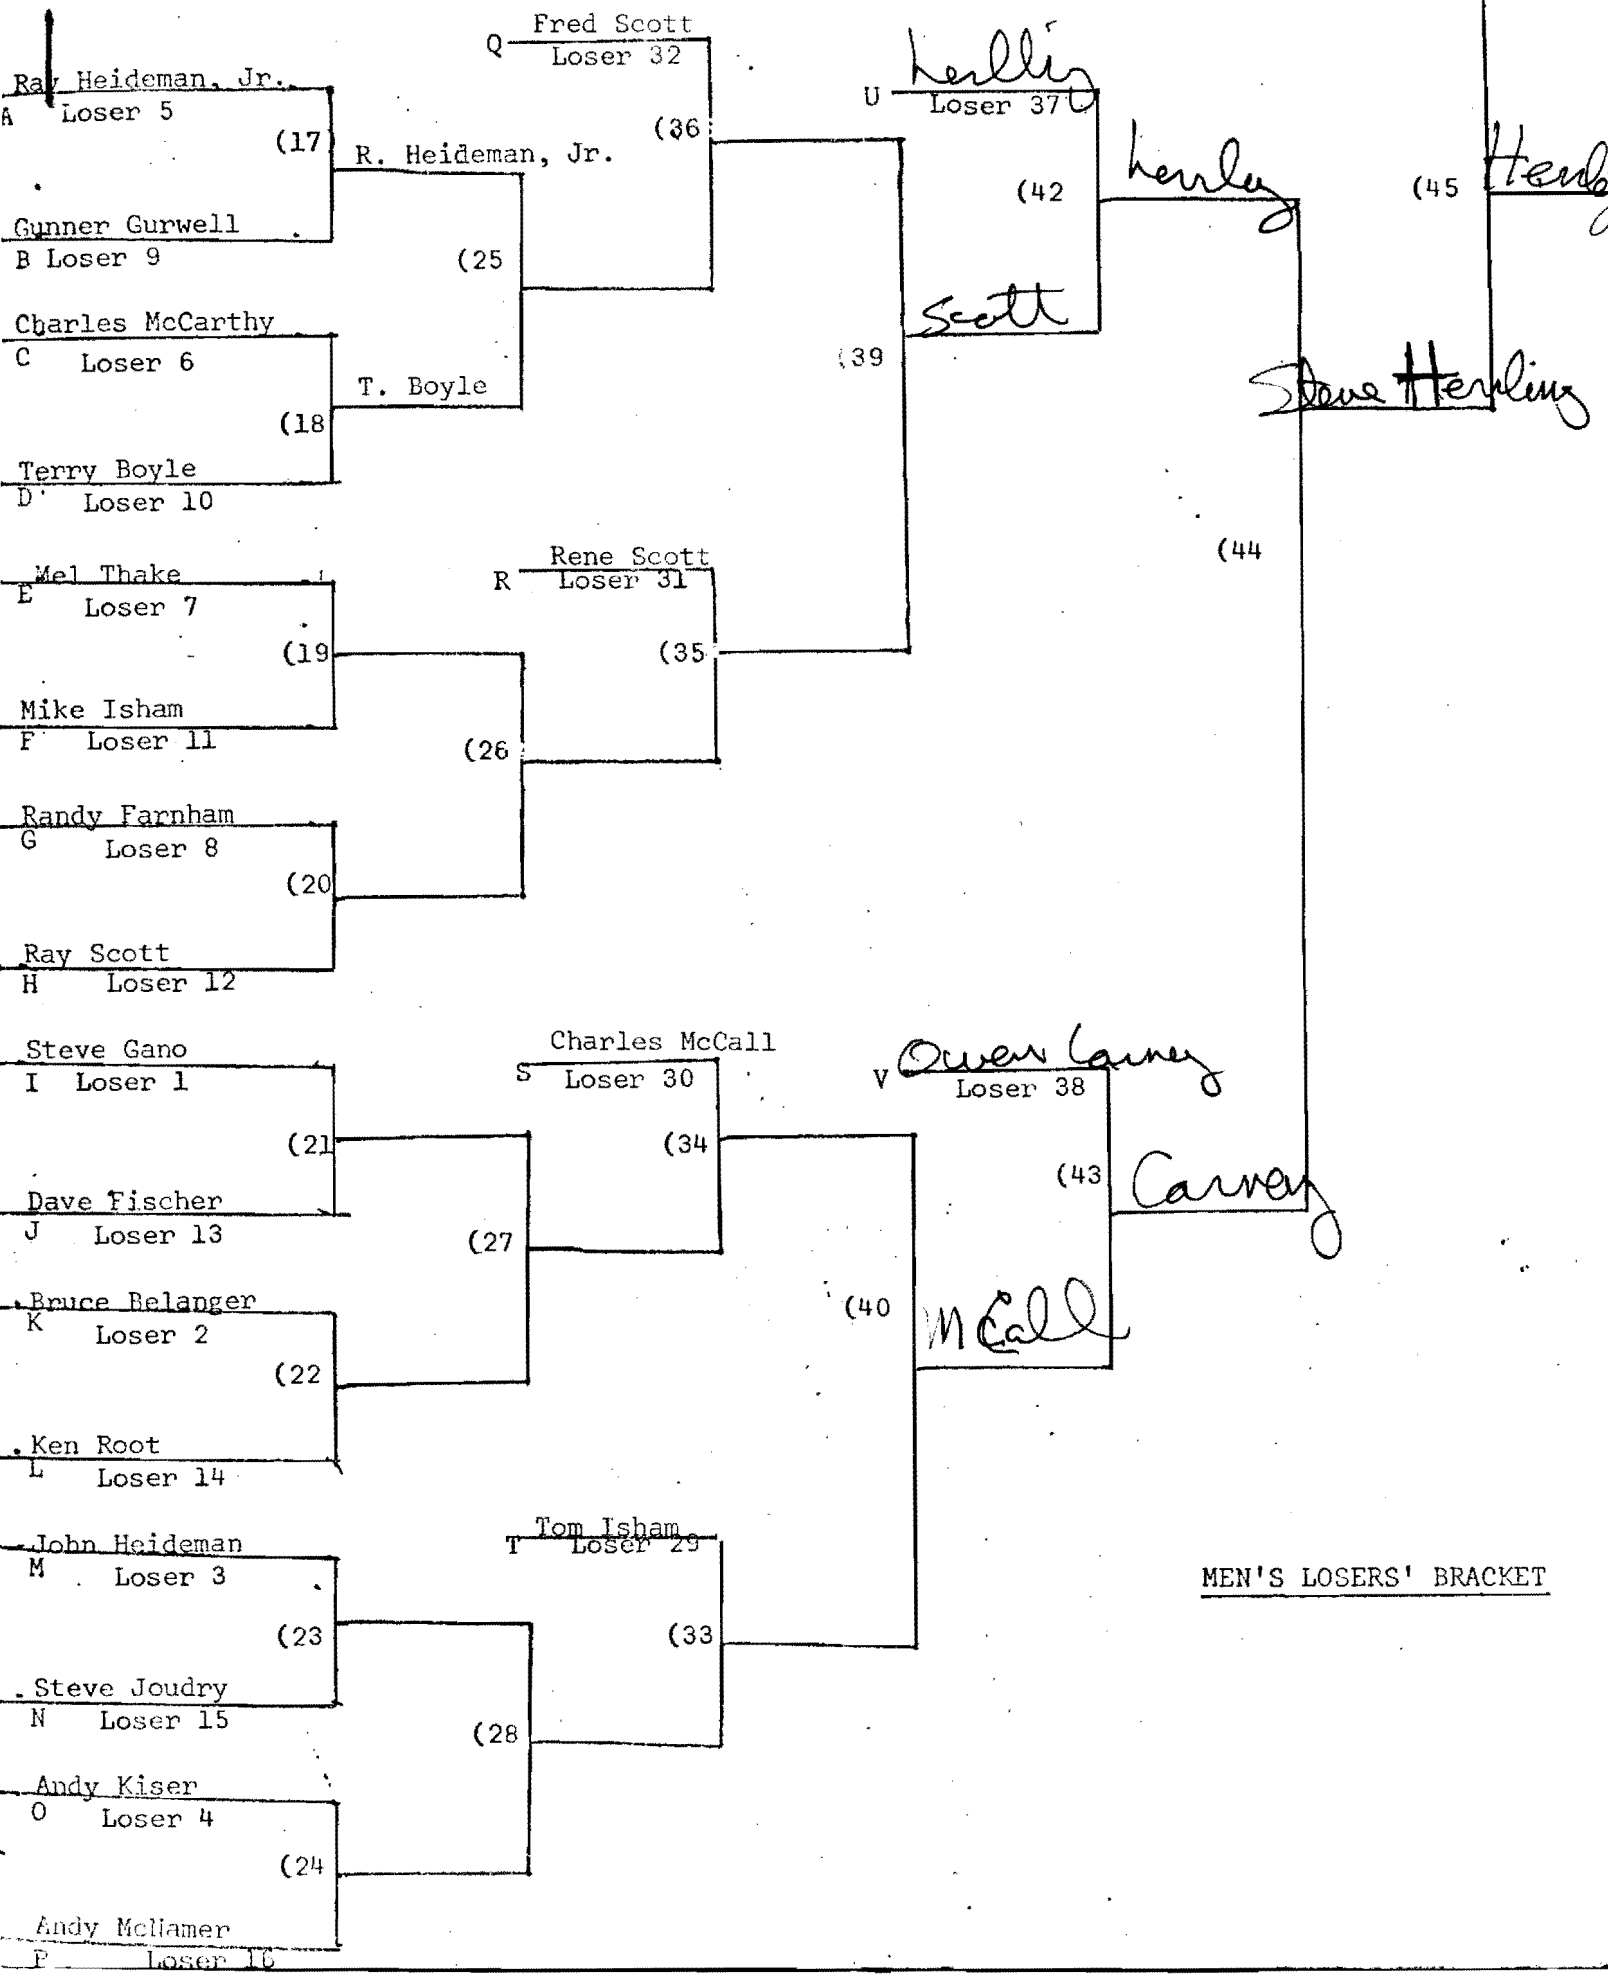 Fred Scott
Q Loser 32
Ray Heideman, Jr.
A Loser 5
U Loser 37
(17
(36
R. Heideman, Jr.
(42
(45
Gunner Gurwell
B Loser 9
(25
Charles McCarthy
C Loser 6
Scott
(39
T. Boyle
Steve Henling
(18
Terry Boyle
D Loser 10
(44
Rene Scott
R Loser 31
Mel Thake
E Loser 7
(19
(35
Mike Isham
F Loser 11
(26
Randy Farnham
G Loser 8
(20
Ray Scott
H Loser 12
Charles McCall
S Loser 30
Steve Gano
I Loser 1
V Owen Carney
Loser 38
(21
(34
(43
Carney
Dave Fischer
J Loser 13
(27
Bruce Belanger
K Loser 2
(40
McCall
(22
Ken Root
L Loser 14
Tom Isham
T Loser 29
John Heideman
M Loser 3
MEN'S LOSERS' BRACKET
(23
(33
Steve Joudry
N Loser 15
(28
Andy Kiser
O Loser 4
(24
Andy McNamer
P Loser 16